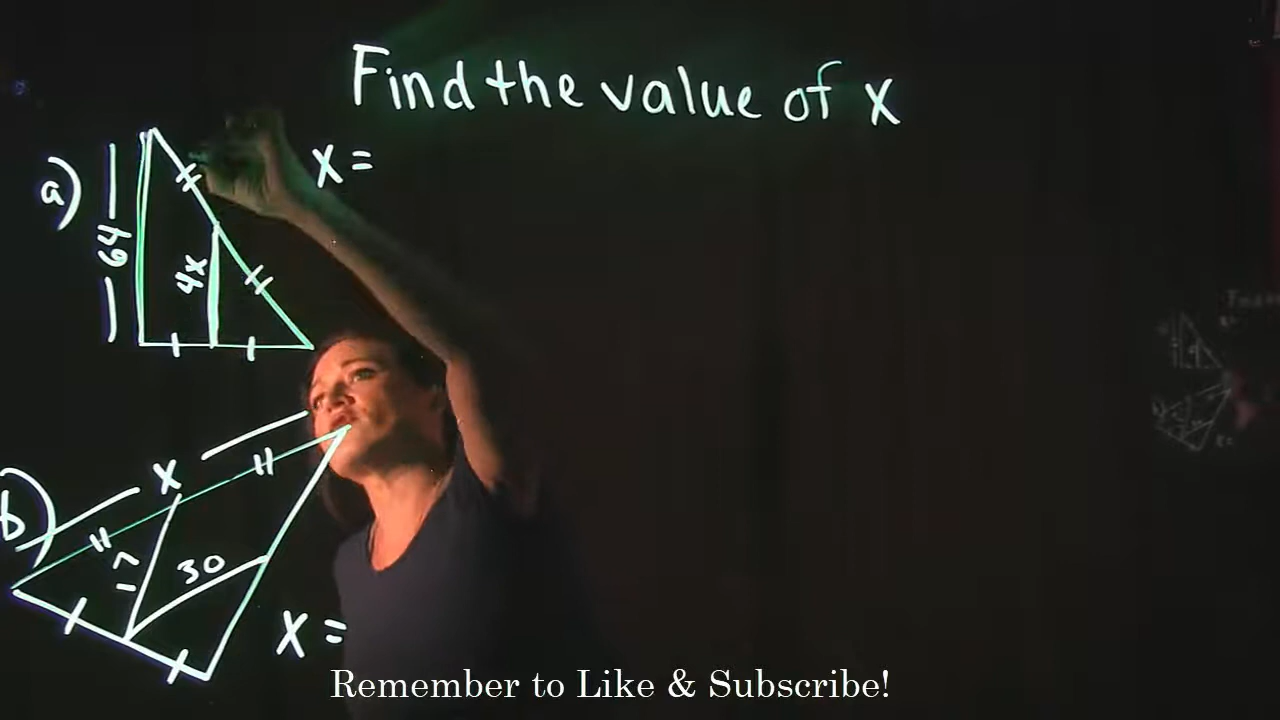 Find the value of x
a)
64
4x
x=
b)
x
17
30
x=
Remember to Like & Subscribe!